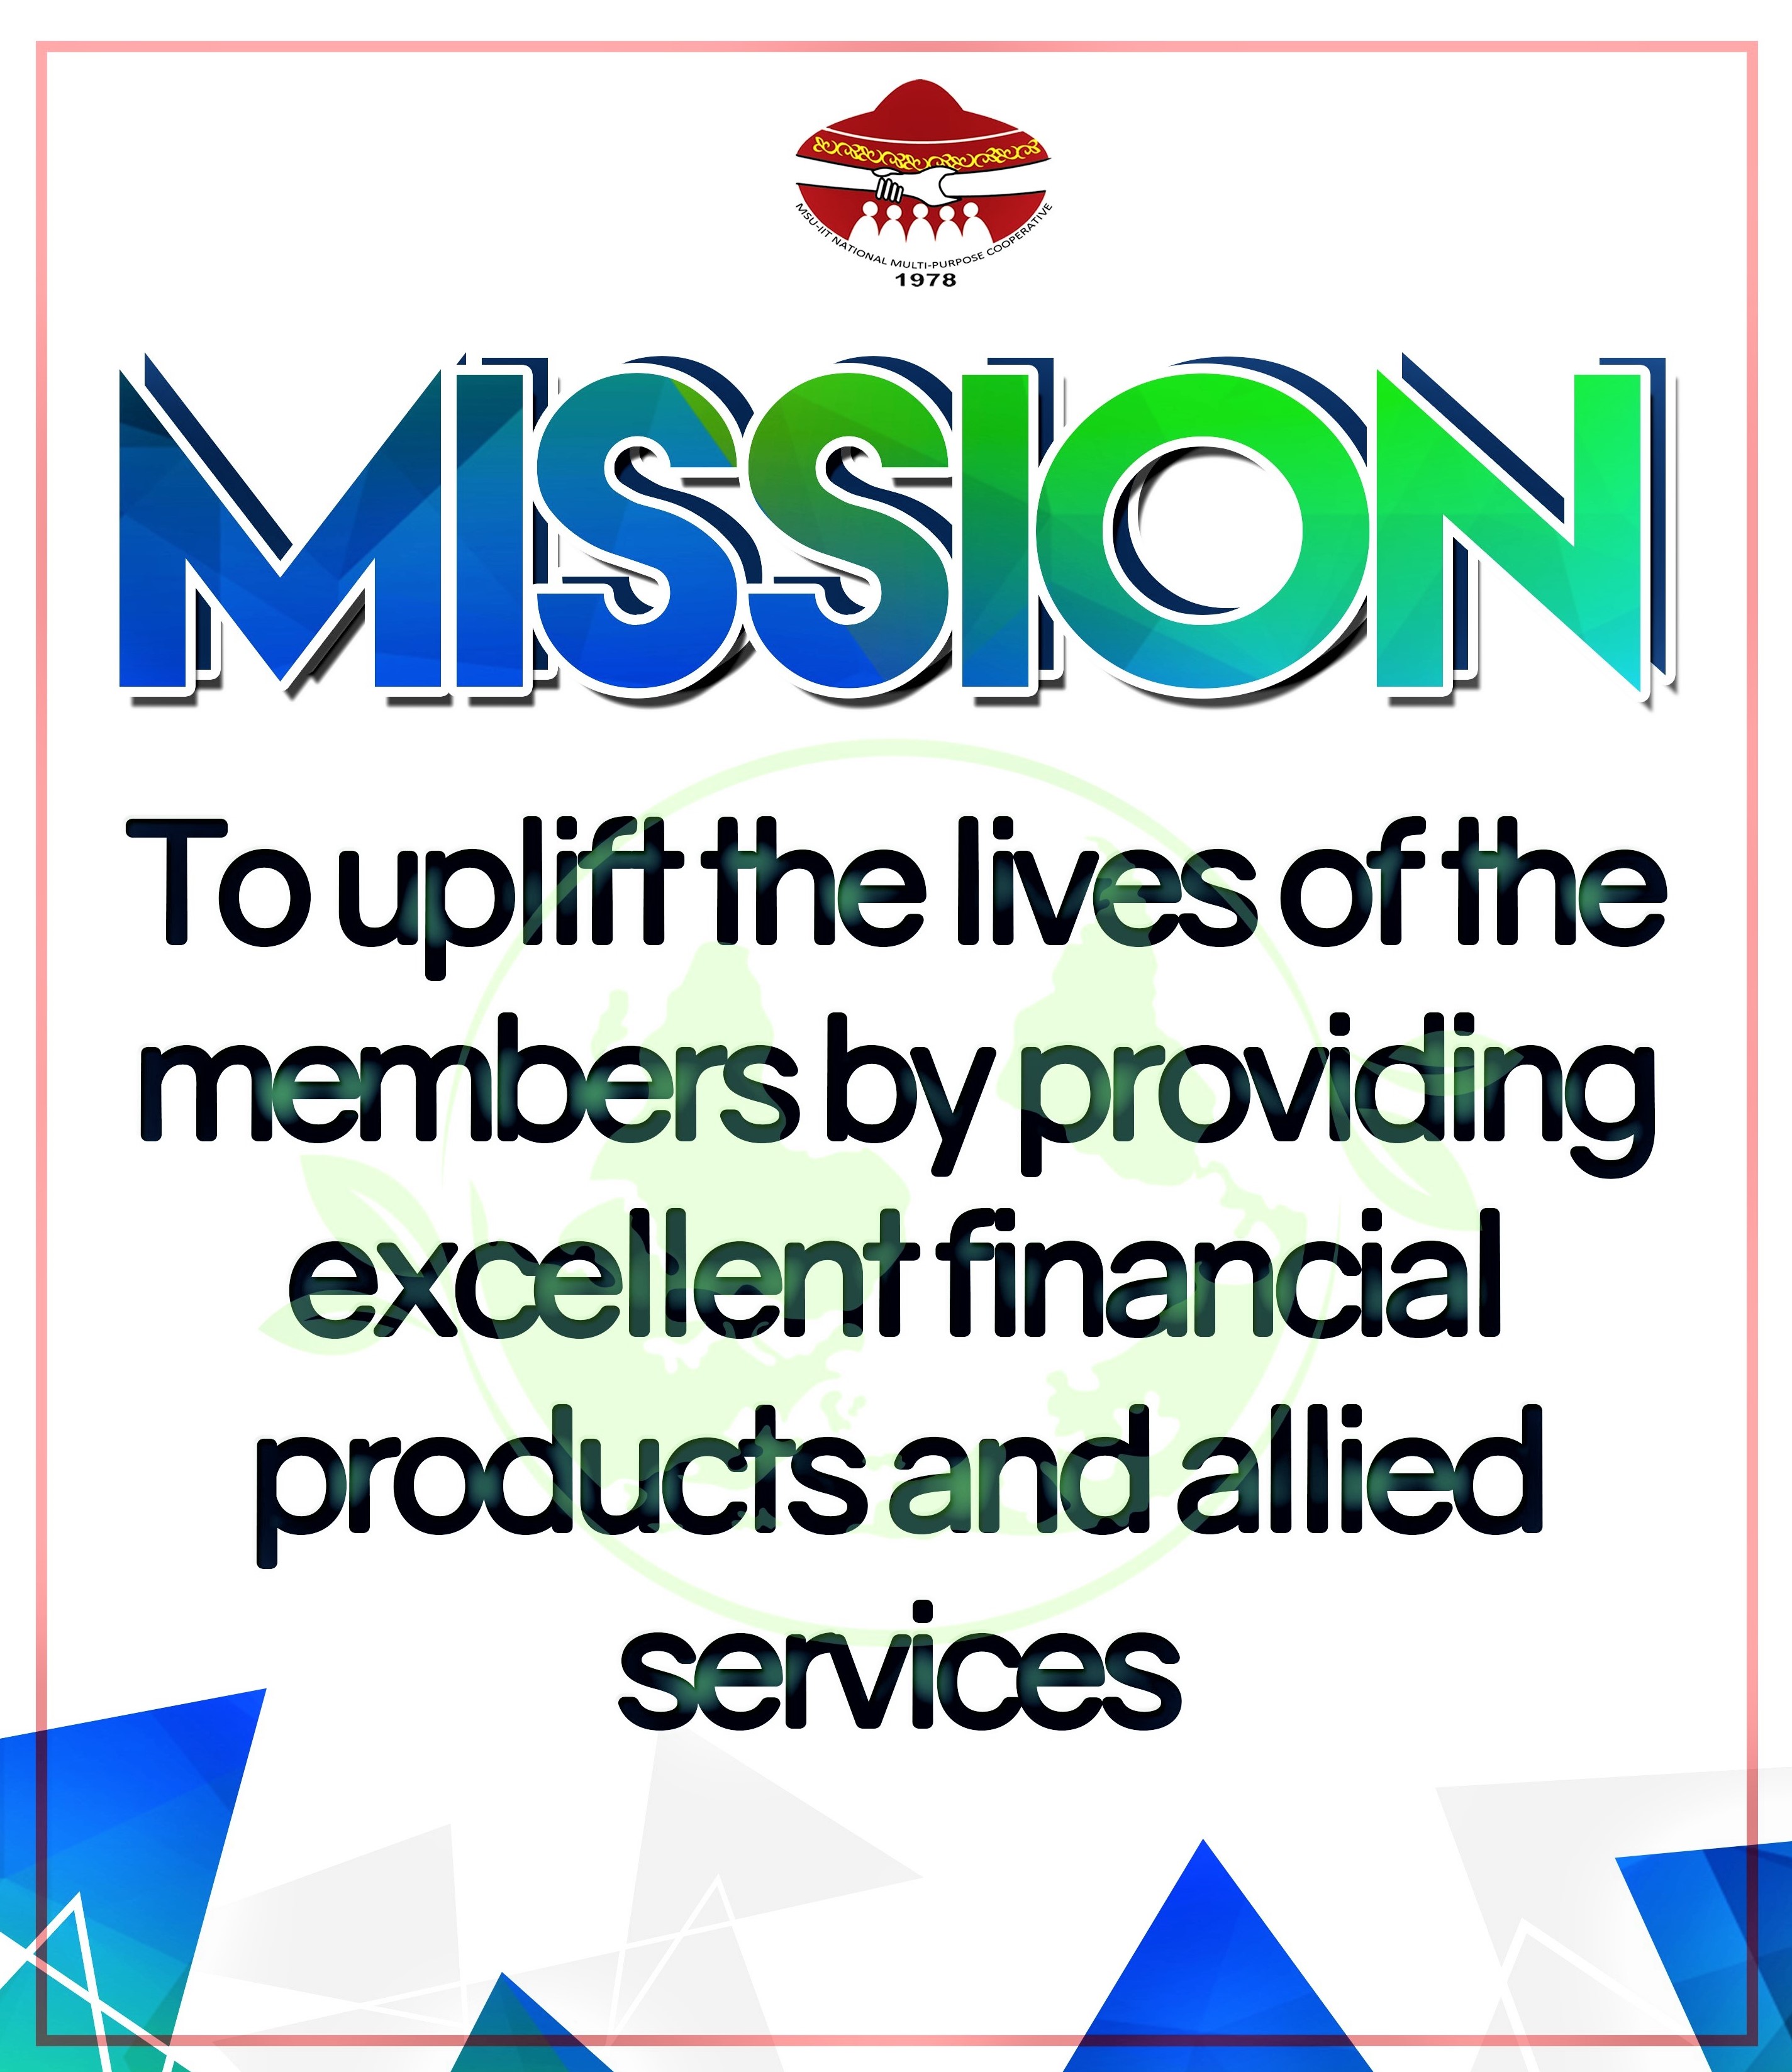 MSU-IIT NATIONAL MULTI-PURPOSE COOPERATIVE
1978
MISSION
To uplift the lives of the
members by providing
excellent financial
products and allied
services